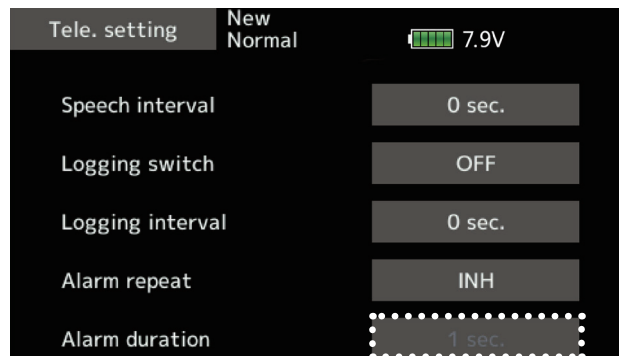 Tele. setting
New
Normal
7.9V
Speech interval 0 sec.
Logging switch OFF
Logging interval 0 sec.
Alarm repeat INH
Alarm duration 1 sec.